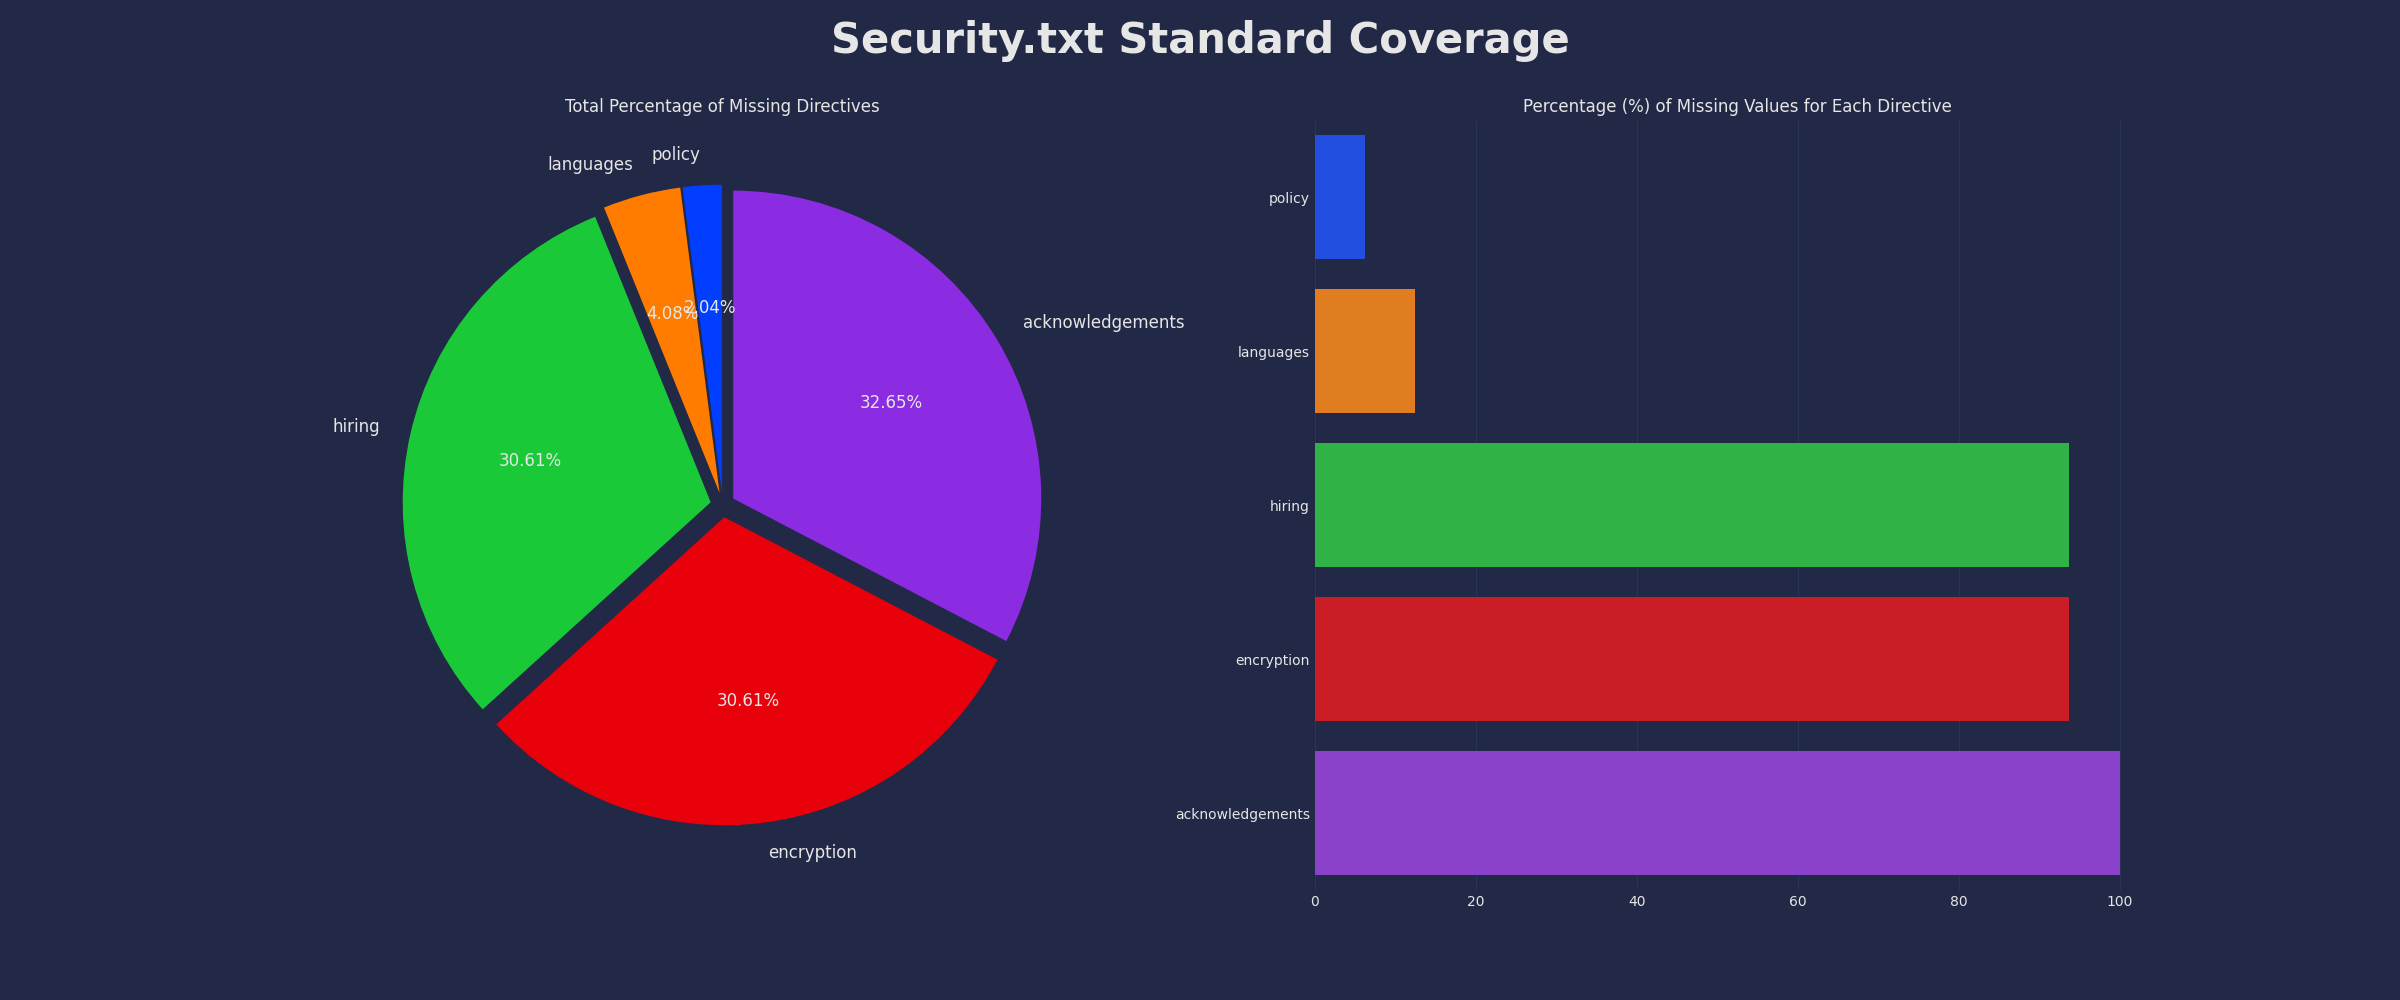 Security.txt Standard Coverage
Total Percentage of Missing Directives
policy
languages
2.04%
4.08%
acknowledgements
32.65%
hiring
30.61%
30.61%
encryption
Percentage (%) of Missing Values for Each Directive
policy
languages
hiring
encryption
acknowledgements
0 20 40 60 80 100